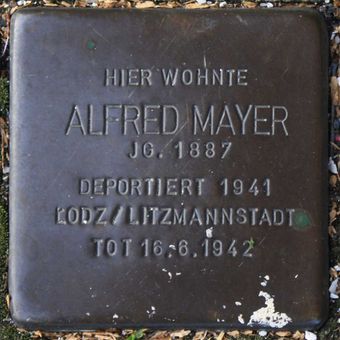 HIER WOHNTE
ALFRED MAYER
JG. 1887
DEPORTIERT 1941
ŁODZ/LITZMANNSTADT
TOT 16.6.1942